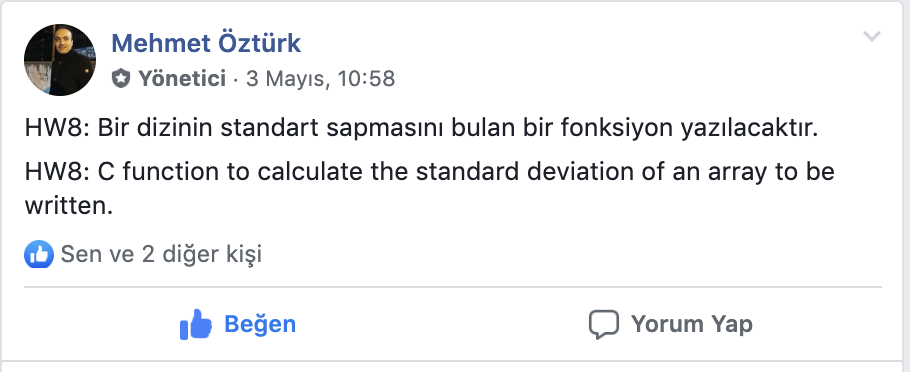 Mehmet Öztürk
Yönetici · 3 Mayıs, 10:58
HW8: Bir dizinin standart sapmasını bulan bir fonksiyon yazılacaktır.
HW8: C function to calculate the standard deviation of an array to be
written.
Sen ve 2 diğer kişi
Beğen
Yorum Yap